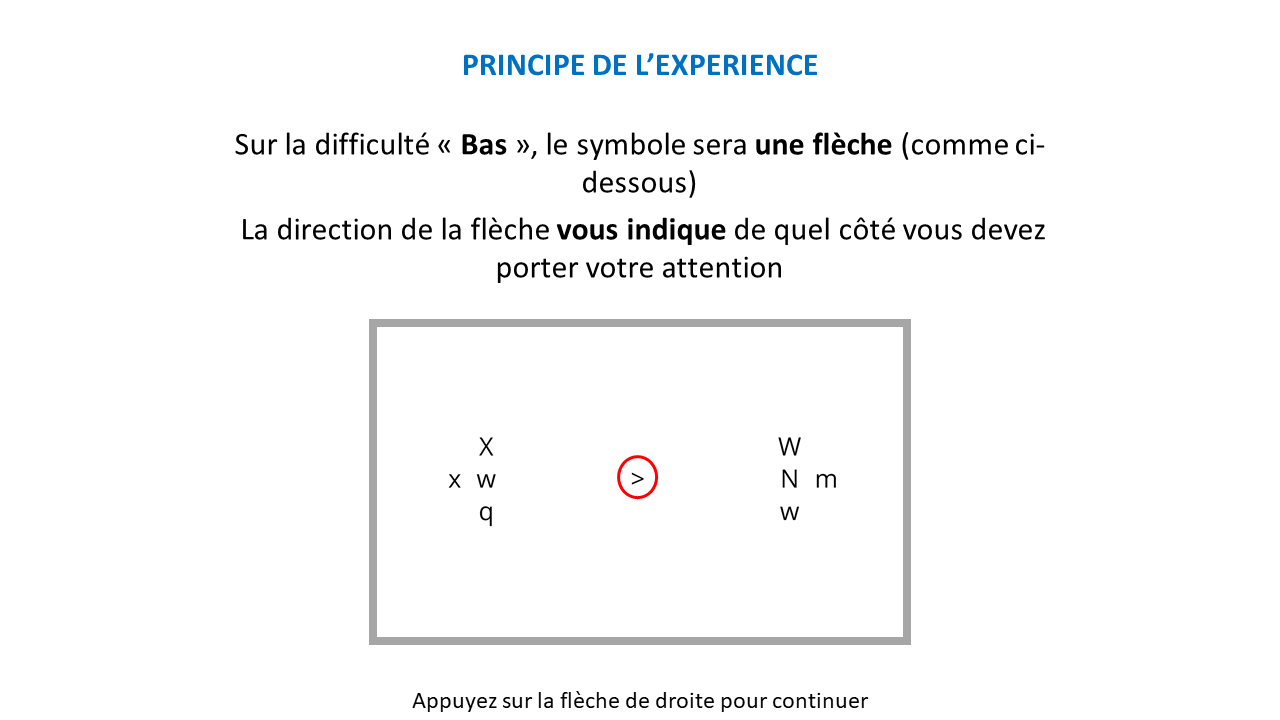 PRINCIPE DE L’EXPERIENCE
Sur la difficulté « Bas », le symbole sera une flèche (comme ci-
dessous)
La direction de la flèche vous indique de quel côté vous devez
porter votre attention
X W
x w > N m
q w
Appuyez sur la flèche de droite pour continuer